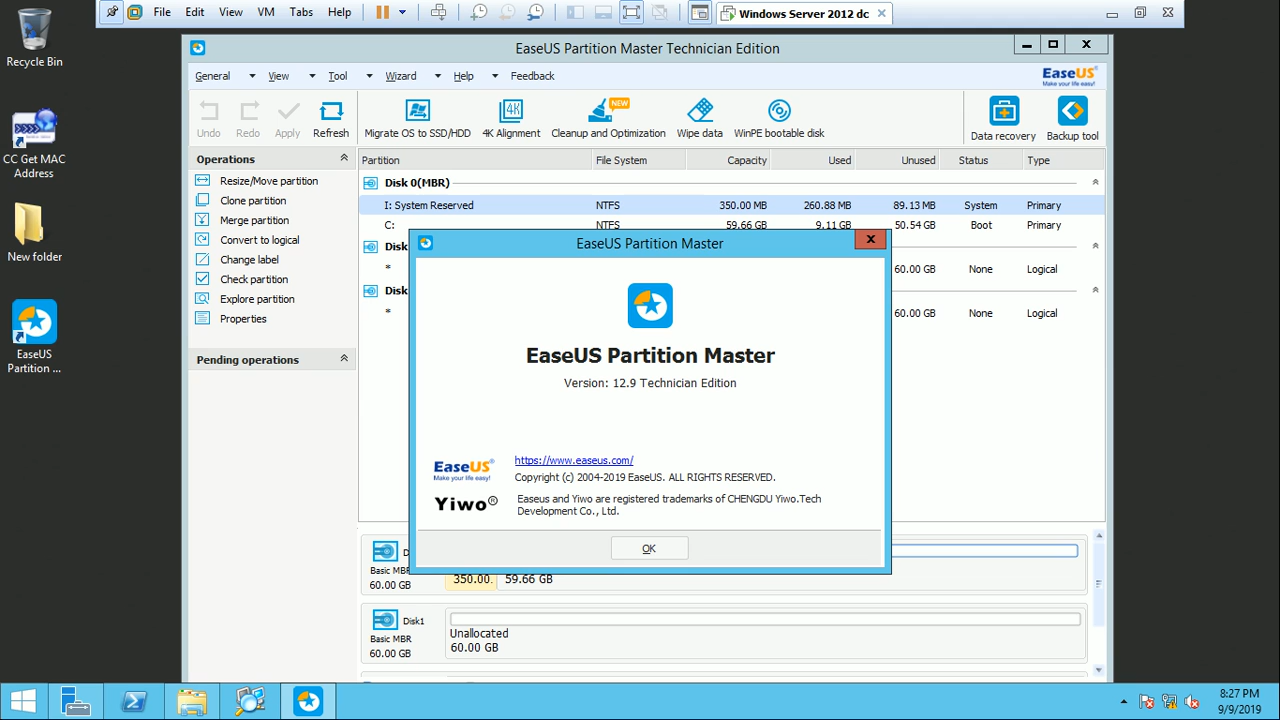 File Edit View VM Tabs Help
Windows Server 2012 dc
Recycle Bin
CC Get MAC
Address
New folder
EaseUS
Partition ...
EaseUS Partition Master Technician Edition
General View Tool Wizard Help Feedback
EaseUS®
Make your life easy!
Undo Redo Apply Refresh
Migrate OS to SSD/HDD
4K
K Alignment
NEW
Cleanup and Optimization
Wipe data
WinPE bootable disk
Data recovery
Backup tool
Operations
Resize/Move partition
Clone partition
Merge partition
Convert to logical
Change label
Check partition
Explore partition
Properties
Pending operations
Partition File System Capacity Used Unused Status Type
Disk 0(MBR)
I: System Reserved NTFS 350.00 MB 260.88 MB 89.13 MB System Primary
C: NTFS 59.66 GB 9.11 GB 50.54 GB Boot Primary
Disk
* 60.00 GB None Logical
Disk
* 60.00 GB None Logical
EaseUS Partition Master
EaseUS Partition Master
Version: 12.9 Technician Edition
EaseUS®
Make your life easy!
https://www.easeus.com/
Copyright (c) 2004-2019 EaseUS. ALL RIGHTS RESERVED.
Yiwo®
Easeus and Yiwo are registered trademarks of CHENGDU Yiwo.Tech
Development Co., Ltd.
OK
D
Basic MB
60.00 GB
350.00. 59.66 GB
Disk1
Basic MBR
60.00 GB
Unallocated
60.00 GB
8:27 PM
9/9/2019